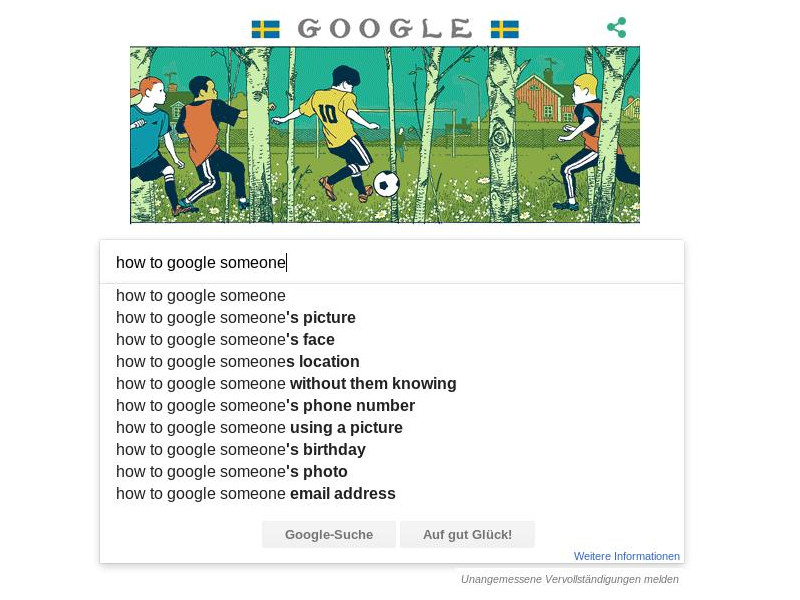 GOOGLE
10
how to google someone
how to google someone
how to google someone's picture
how to google someone's face
how to google someones location
how to google someone without them knowing
how to google someone's phone number
how to google someone using a picture
how to google someone's birthday
how to google someone's photo
how to google someone email address
Google-Suche Auf gut Glück!
Weitere Informationen
Unangemessene Vervollständigungen melden